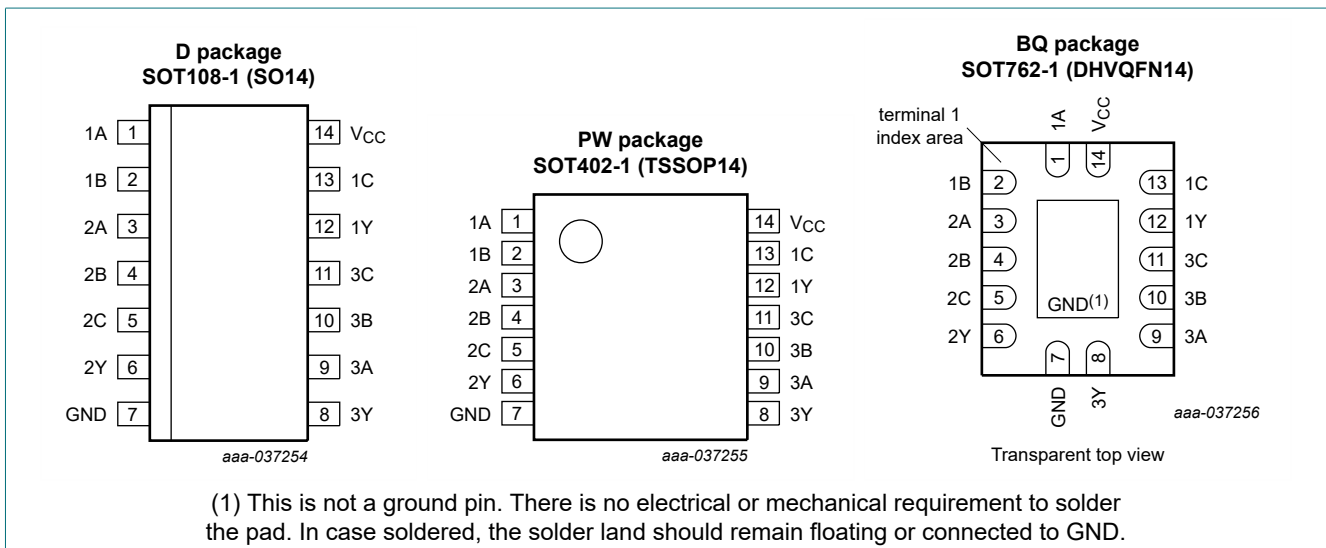 D package
SOT108-1 (SO14)
1A 1
14 VCC
1B 2
13 1C
2A 3
12 1Y
2B 4
11 3C
2C 5
10 3B
2Y 6
9 3A
GND 7
8 3Y
aaa-037254
PW package
SOT402-1 (TSSOP14)
1A 1
14 VCC
1B 2
13 1C
2A 3
12 1Y
2B 4
11 3C
2C 5
10 3B
2Y 6
9 3A
GND 7
8 3Y
aaa-037255
BQ package
SOT762-1 (DHVQFN14)
terminal 1
index area
1A
VCC
1
14
1B 2
13 1C
2A 3
12 1Y
2B 4
11 3C
2C 5
10 3B
GND(1)
2Y 6
9 3A
7
8
GND
3Y
aaa-037256
Transparent top view
(1) This is not a ground pin. There is no electrical or mechanical requirement to solder
the pad. In case soldered, the solder land should remain floating or connected to GND.